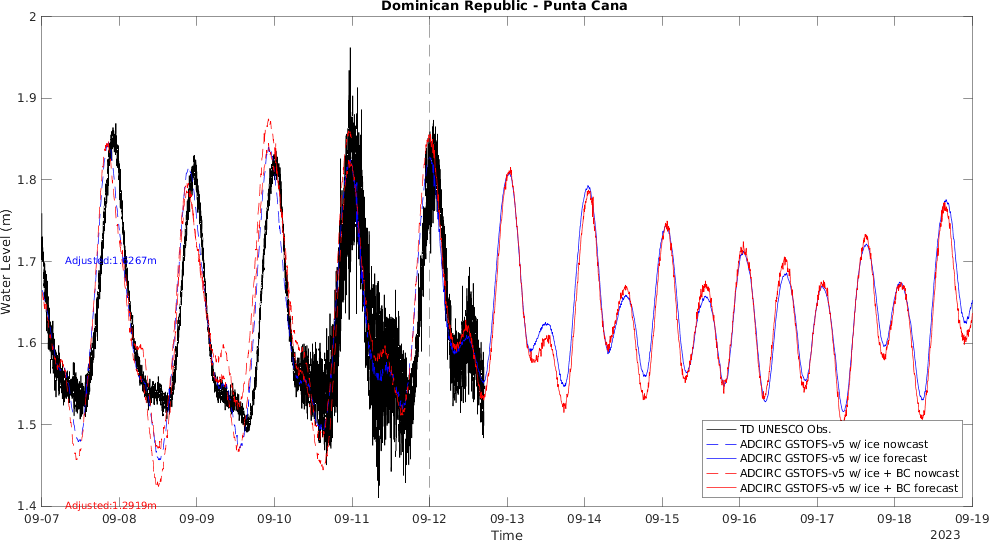 Dominican Republic - Punta Cana
2
1.9
1.8
1.7
1.6
1.5
1.4
Water Level (m)
Adjusted:1.6267m
Adjusted:1.2919m
TD UNESCO Obs.
ADCIRC GSTOFS-v5 w/ ice nowcast
ADCIRC GSTOFS-v5 w/ ice forecast
ADCIRC GSTOFS-v5 w/ ice + BC nowcast
ADCIRC GSTOFS-v5 w/ ice + BC forecast
09-07 09-08 09-09 09-10 09-11 09-12 09-13 09-14 09-15 09-16 09-17 09-18 09-19
Time
2023